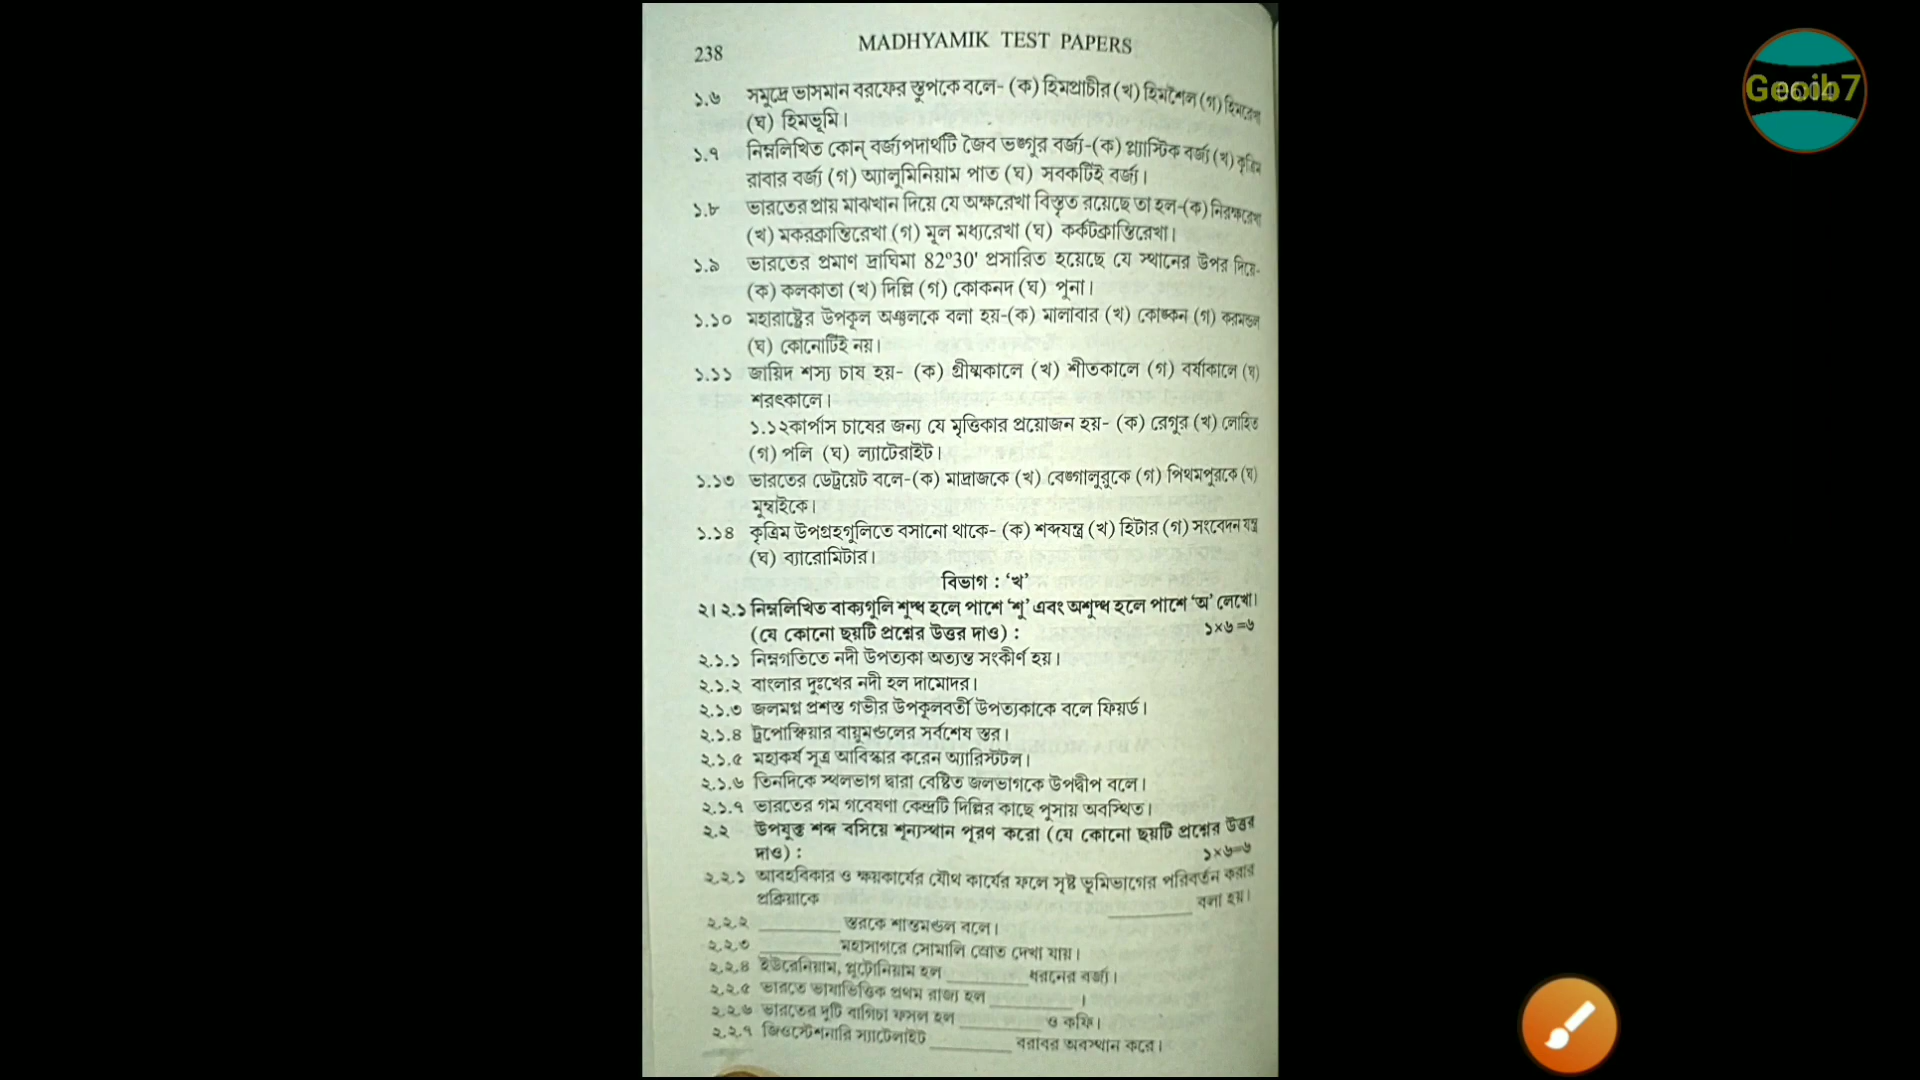 238
MADHYAMIK TEST PAPERS
Geoib7
১.৬ সমুদ্রে ভাসমান বরফের স্তুপকে বলে- (ক) হিমপ্রাচীর (খ) হিমশৈল (গ) হিমরেখা
(ঘ) হিমভূমি।
১.৭ নিম্নলিখিত কোন্ বর্জ্যপদার্থটি জৈব ভঙ্গুর বর্জ্য-(ক) প্ল্যাস্টিক বর্জ্য (খ) কৃত্রিম
রাবার বর্জ্য (গ) অ্যালুমিনিয়াম পাত (ঘ) সবকটিই বর্জ্য।
১.৮ ভারতের প্রায় মাঝখান দিয়ে যে অক্ষরেখা বিস্তৃত রয়েছে তা হল-(ক) নিরক্ষরেখা
(খ) মকরক্রান্তিরেখা (গ) মূল মধ্যরেখা (ঘ) কর্কটক্রান্তিরেখা।
১.৯ ভারতের প্রমাণ দ্রাঘিমা 82°30' প্রসারিত হয়েছে যে স্থানের উপর দিয়ে-
(ক) কলকাতা (খ) দিল্লি (গ) কোকনদ (ঘ) পুনা।
১.১০ মহারাষ্ট্রের উপকূল অঞ্চলকে বলা হয়-(ক) মালাবার (খ) কোঙ্কন (গ) করমন্ডল
(ঘ) কোনোটিই নয়।
১.১১ জায়িদ শস্য চাষ হয়- (ক) গ্রীষ্মকালে (খ) শীতকালে (গ) বর্ষাকালে (ঘ)
শরৎকালে।
১.১২কার্পাস চাষের জন্য যে মৃত্তিকার প্রয়োজন হয়- (ক) রেগুর (খ) লোহিত
(গ) পলি (ঘ) ল্যাটেরাইট।
১.১৩ ভারতের ডেট্রয়েট বলে-(ক) মাদ্রাজকে (খ) বেঙ্গালুরুকে (গ) পিথমপুরকে (ঘ)
মুম্বাইকে।
১.১৪ কৃত্রিম উপগ্রহগুলিতে বসানো থাকে- (ক) শব্দযন্ত্র (খ) হিটার (গ) সংবেদন যন্ত্র
(ঘ) ব্যারোমিটার।
বিভাগ : ‘খ’
২। ২.১ নিম্নলিখিত বাক্যগুলি শুদ্ধ হলে পাশে ‘শু’ এবং অশুদ্ধ হলে পাশে ‘অ’ লেখো।
(যে কোনো ছয়টি প্রশ্নের উত্তর দাও) : ১×৬=৬
২.১.১ নিম্নগতিতে নদী উপত্যকা অত্যন্ত সংকীর্ণ হয়।
২.১.২ বাংলার দুঃখের নদী হল দামোদর।
২.১.৩ জলমগ্ন প্রশস্ত গভীর উপকূলবর্তী উপত্যকাকে বলে ফিয়র্ড।
২.১.৪ ট্রপোস্ফিয়ার বায়ুমণ্ডলের সর্বশেষ স্তর।
২.১.৫ মহাকর্ষ সূত্র আবিস্কার করেন অ্যারিস্টটল।
২.১.৬ তিনদিকে স্থলভাগ দ্বারা বেষ্টিত জলভাগকে উপদ্বীপ বলে।
২.১.৭ ভারতের গম গবেষণা কেন্দ্রটি দিল্লির কাছে পুসায় অবস্থিত।
২.২ উপযুক্ত শব্দ বসিয়ে শূন্যস্থান পূরণ করো (যে কোনো ছয়টি প্রশ্নের উত্তর
দাও) : ১×৬=৬
২.২.১ আবহবিকার ও ক্ষয়কার্যের যৌথ কার্যের ফলে সৃষ্ট ভূমিভাগের পরিবর্তন করার
প্রক্রিয়াকে ________ বলা হয়।
২.২.২ ________ স্তরকে শান্তমণ্ডল বলে।
২.২.৩ ________ মহাসাগরে সোমালি স্রোত দেখা যায়।
২.২.৪ ইউরেনিয়াম, প্লুটোনিয়াম হল ________ ধরনের বর্জ্য।
২.২.৫ ভারতে ভাষাভিত্তিক প্রথম রাজ্য হল ________ ।
২.২.৬ ভারতের দুটি বাগিচা ফসল হল ________ ও কফি।
২.২.৭ জিওস্টেশনারি স্যাটেলাইট ________ বরাবর অবস্থান করে।